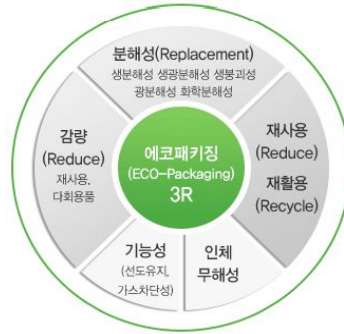 분해성(Replacement)
생분해성 생광분해성 생붕괴성
광분해성 화학분해성
감량
(Reduce)
재사용,
다회용품
에코패키징
(ECO-Packaging)
3R
재사용
(Reduce)
재활용
(Recycle)
기능성
(선도유지,
가스차단성)
인체
무해성